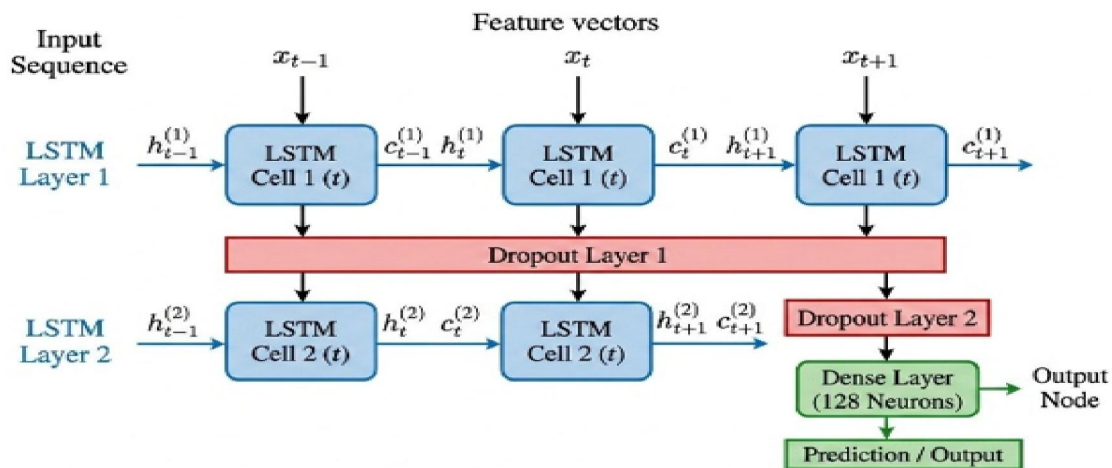 Feature vectors
Input
Sequence
x_{t-1}
x_t
x_{t+1}
LSTM
Layer 1
h_{t-1}^{(1)}
LSTM
Cell 1 (t)
c_{t-1}^{(1)} h_t^{(1)}
LSTM
Cell 1 (t)
c_t^{(1)} h_{t+1}^{(1)}
LSTM
Cell 1 (t)
c_{t+1}^{(1)}
Dropout Layer 1
LSTM
Layer 2
h_{t-1}^{(2)}
LSTM
Cell 2 (t)
h_t^{(2)} c_t^{(2)}
LSTM
Cell 2 (t)
h_{t+1}^{(2)} c_{t+1}^{(2)}
Dropout Layer 2
Dense Layer
(128 Neurons)
Output
Node
Prediction / Output